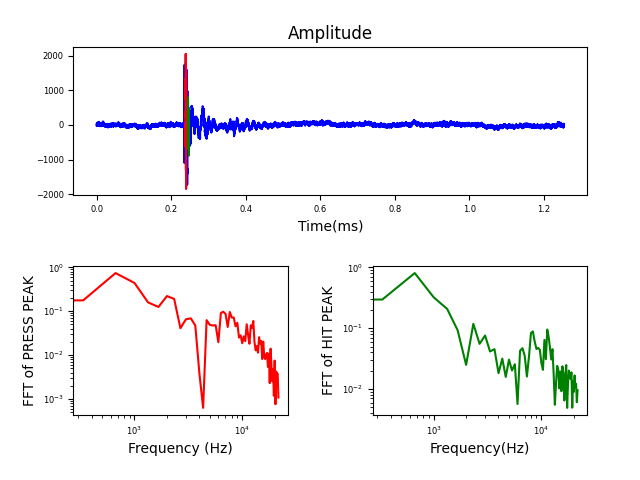 Amplitude
2000
1000
0
−1000
−2000
0.0 0.2 0.4 0.6 0.8 1.0 1.2
Time(ms)
FFT of PRESS PEAK
10⁰
10⁻¹
10⁻²
10⁻³
10³ 10⁴
Frequency (Hz)
FFT of HIT PEAK
10⁰
10⁻¹
10⁻²
10³ 10⁴
Frequency(Hz)